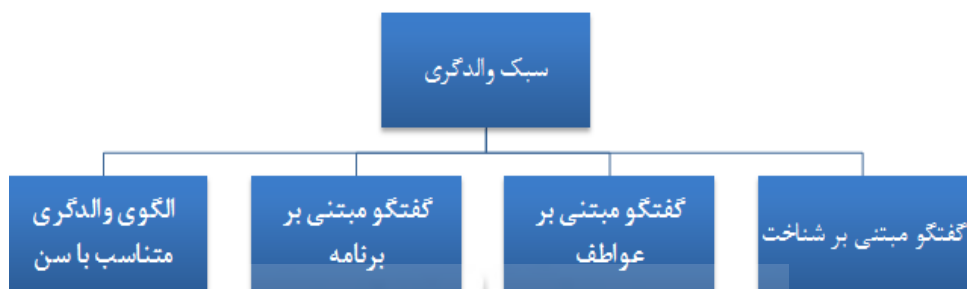 سبک والدگری
گفتگو مبتنی بر شناخت
گفتگو مبتنی بر
عواطف
گفتگو مبتنی بر
برنامه
الگوی والدگری
متناسب با سن